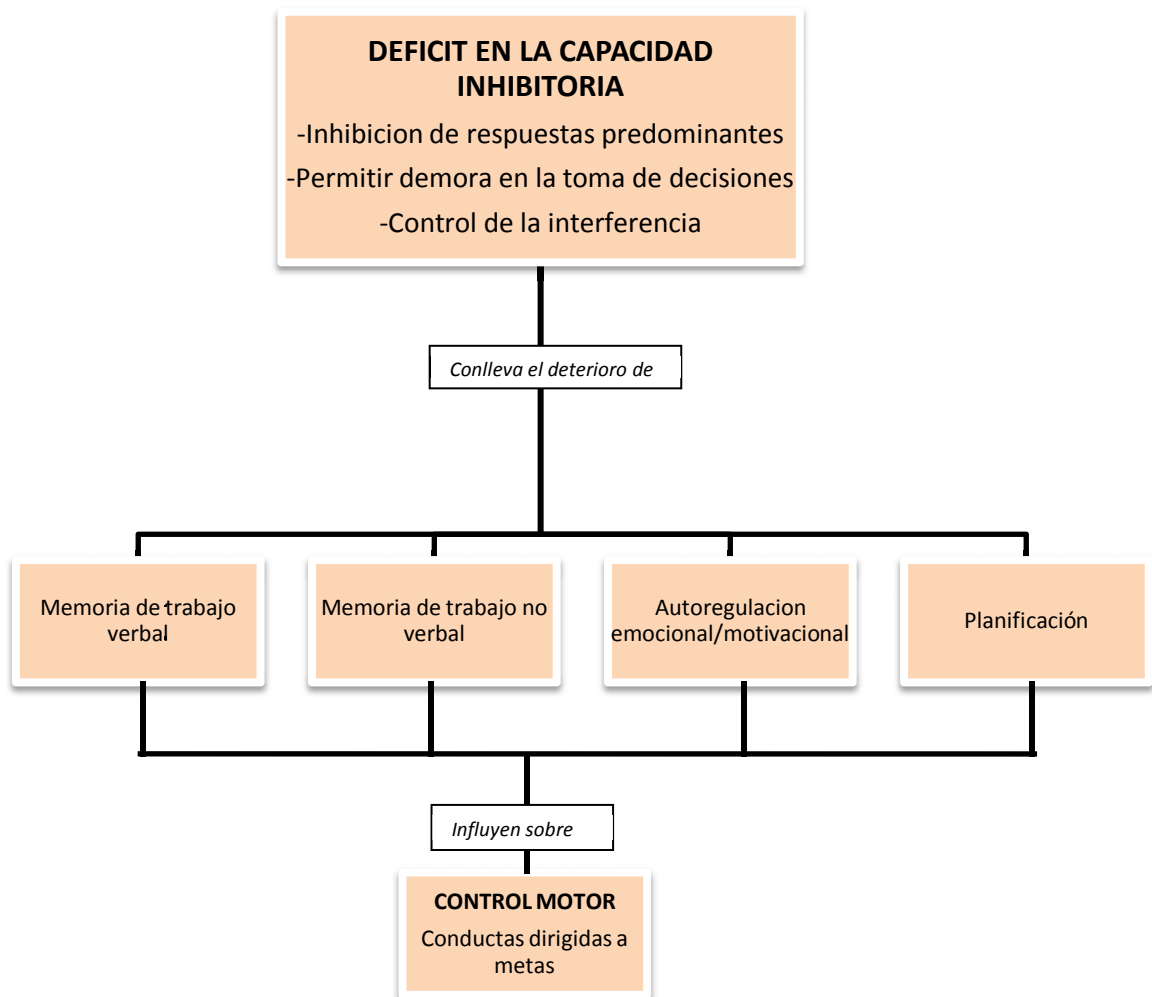 DEFICIT EN LA CAPACIDAD
INHIBITORIA
-Inhibicion de respuestas predominantes
-Permitir demora en la toma de decisiones
-Control de la interferencia
Conlleva el deterioro de
Memoria de trabajo
verbal
Memoria de trabajo no
verbal
Autoregulacion
emocional/motivacional
Planificación
Influyen sobre
CONTROL MOTOR
Conductas dirigidas a
metas